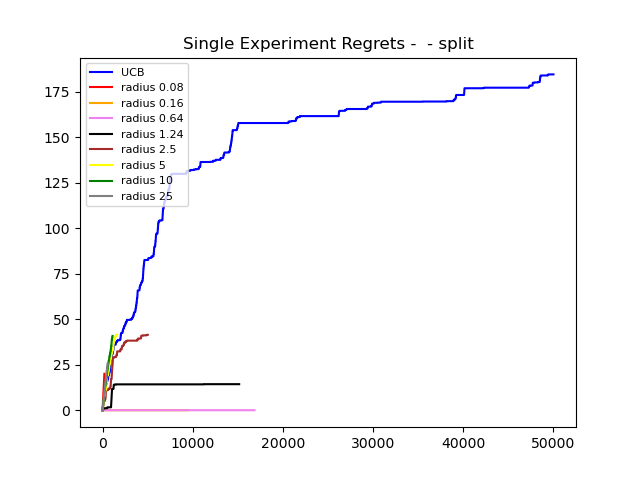 Single Experiment Regrets -  - split
UCB
radius 0.08
radius 0.16
radius 0.64
radius 1.24
radius 2.5
radius 5
radius 10
radius 25
175
150
125
100
75
50
25
0
0 10000 20000 30000 40000 50000